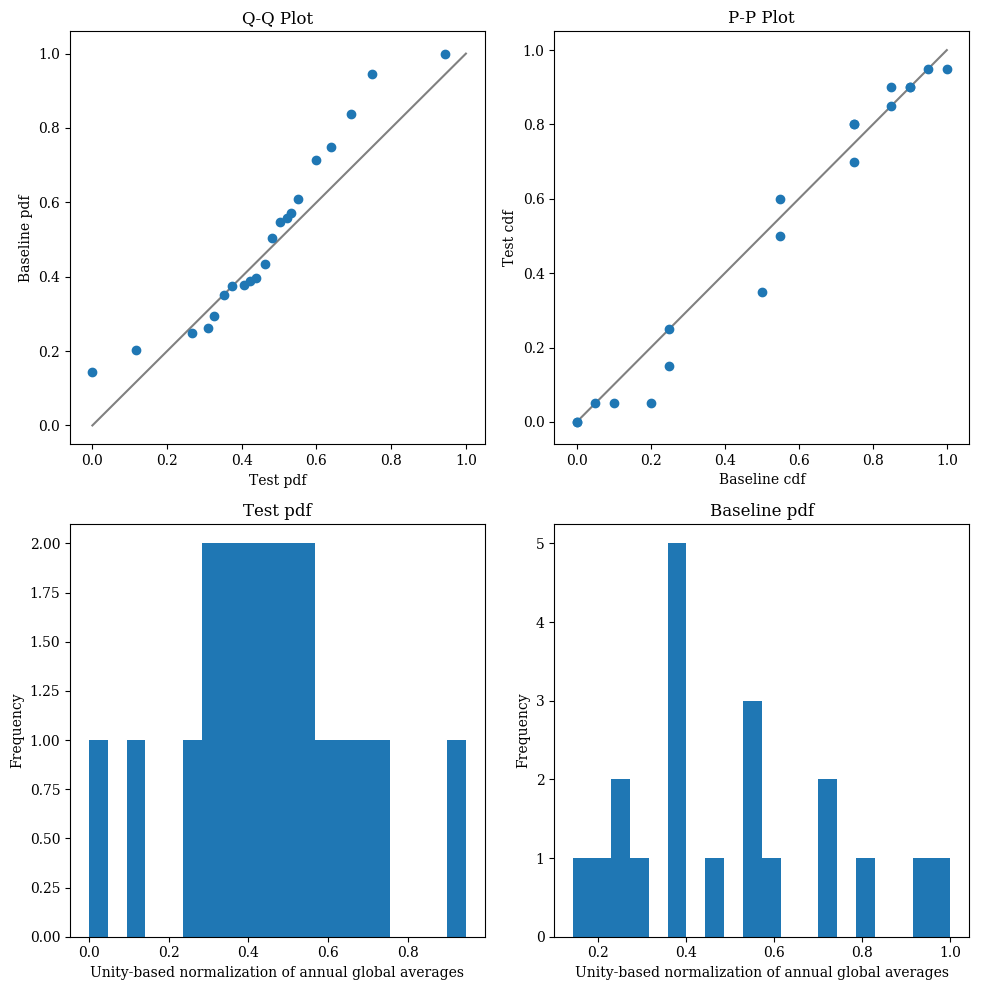 Q-Q Plot
Baseline pdf
1.0
0.8
0.6
0.4
0.2
0.0
0.0 0.2 0.4 0.6 0.8 1.0
Test pdf
P-P Plot
Test cdf
1.0
0.8
0.6
0.4
0.2
0.0
0.0 0.2 0.4 0.6 0.8 1.0
Baseline cdf
Test pdf
Frequency
2.00
1.75
1.50
1.25
1.00
0.75
0.50
0.25
0.00
0.0 0.2 0.4 0.6 0.8
Unity-based normalization of annual global averages
Baseline pdf
Frequency
5
4
3
2
1
0
0.2 0.4 0.6 0.8 1.0
Unity-based normalization of annual global averages